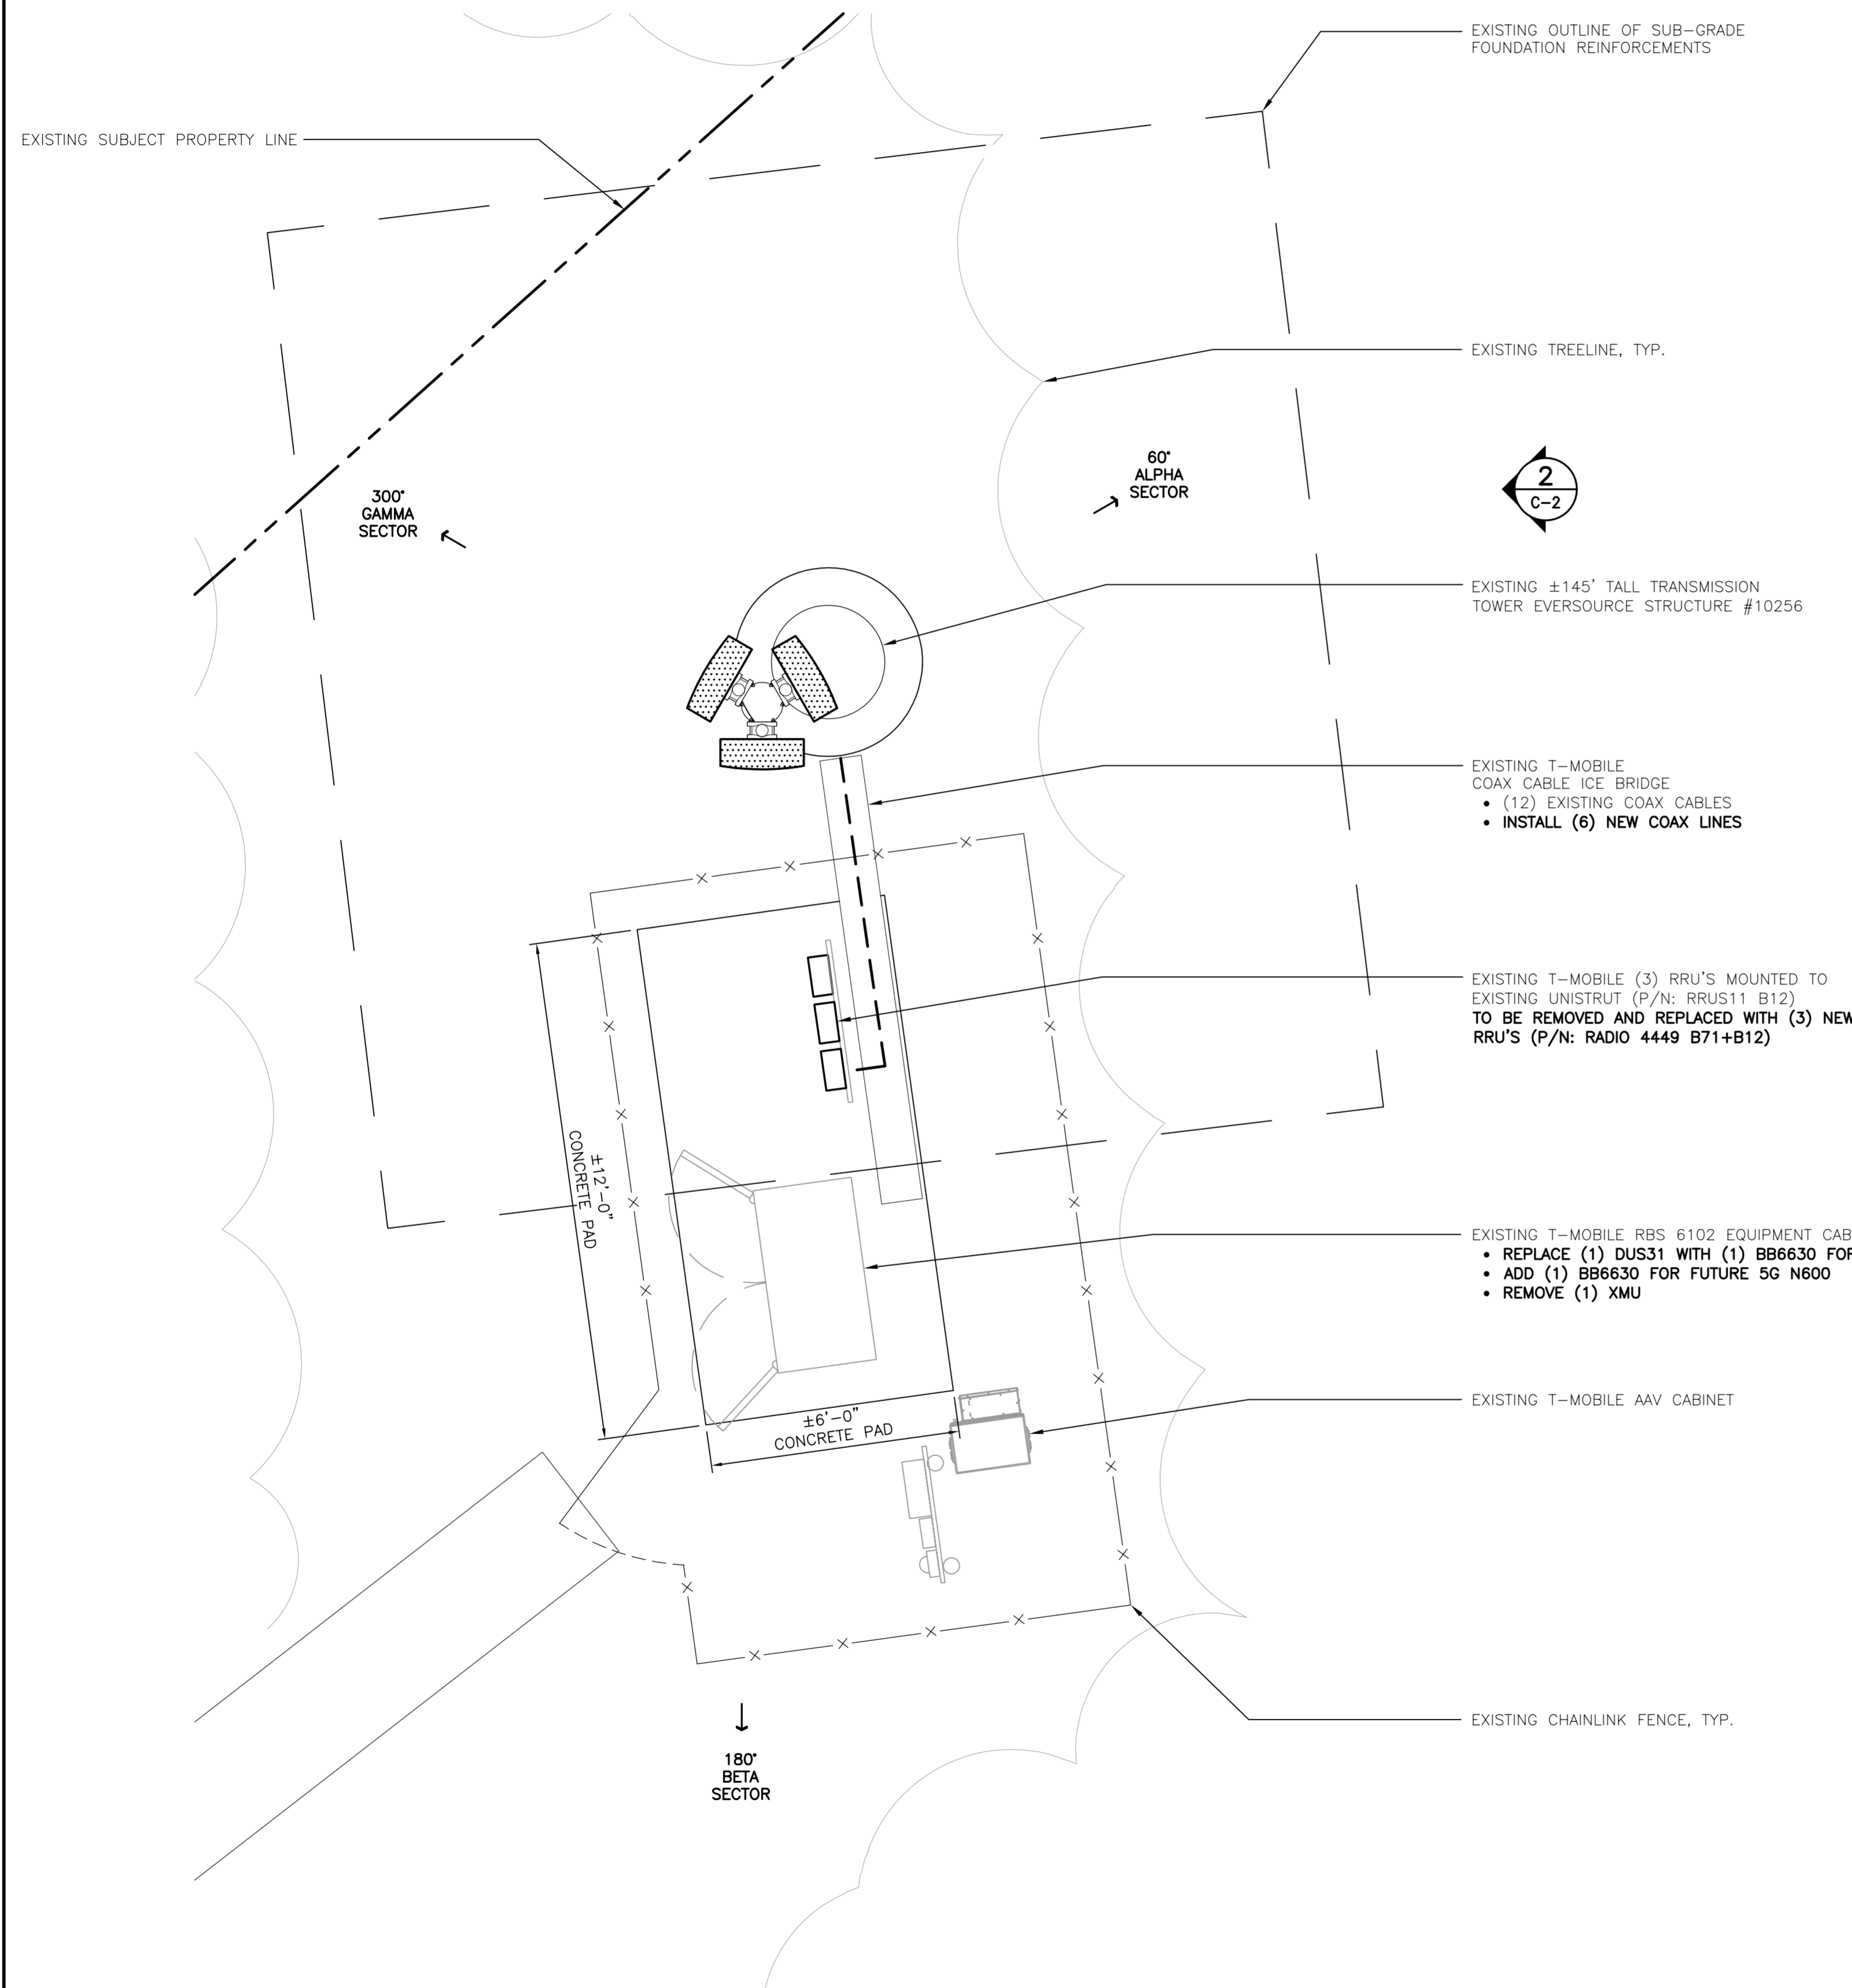 EXISTING OUTLINE OF SUB-GRADE
FOUNDATION REINFORCEMENTS
EXISTING SUBJECT PROPERTY LINE
EXISTING TREELINE, TYP.
60°
ALPHA
SECTOR
2
C-2
300°
GAMMA
SECTOR
EXISTING ±145' TALL TRANSMISSION
TOWER EVERSOURCE STRUCTURE #10256
EXISTING T-MOBILE
COAX CABLE ICE BRIDGE
• (12) EXISTING COAX CABLES
• INSTALL (6) NEW COAX LINES
EXISTING T-MOBILE (3) RRU'S MOUNTED TO
EXISTING UNISTRUT (P/N: RRUS11 B12)
TO BE REMOVED AND REPLACED WITH (3) NEW
RRU'S (P/N: RADIO 4449 B71+B12)
±12'-0"
CONCRETE PAD
EXISTING T-MOBILE RBS 6102 EQUIPMENT CAB
• REPLACE (1) DUS31 WITH (1) BB6630 FOR
• ADD (1) BB6630 FOR FUTURE 5G N600
• REMOVE (1) XMU
EXISTING T-MOBILE AAV CABINET
±6'-0"
CONCRETE PAD
EXISTING CHAINLINK FENCE, TYP.
180°
BETA
SECTOR